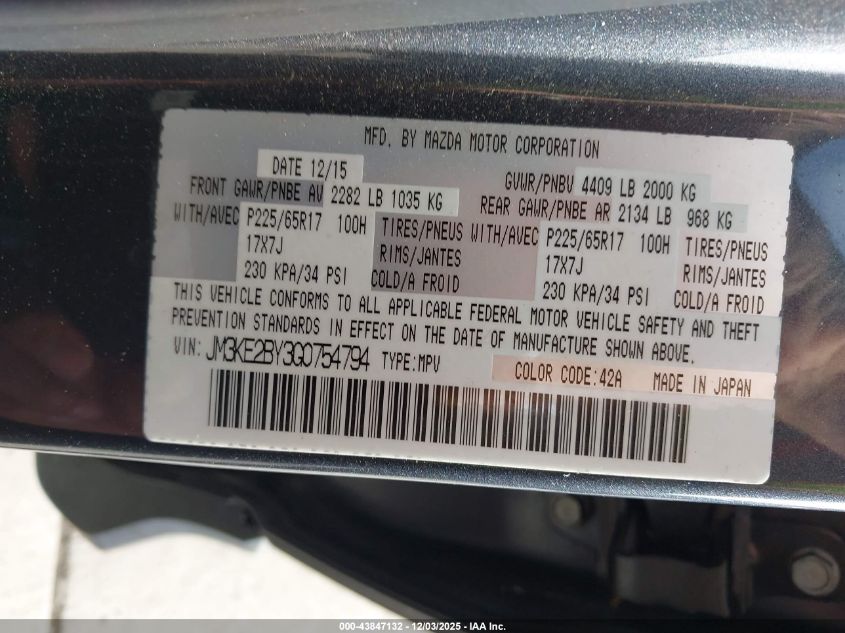 MFD. BY MAZDA MOTOR CORPORATION
DATE 12/15 GVWR/PNBV 4409 LB 2000 KG
FRONT GAWR/PNBE AV 2282 LB 1035 KG REAR GAWR/PNBE AR 2134 LB 968 KG
WITH/AVEC P225/65R17 100H TIRES/PNEUS WITH/AVEC P225/65R17 100H TIRES/PNEUS
17X7J RIMS/JANTES 17X7J RIMS/JANTES
230 KPA/34 PSI COLD/A FROID 230 KPA/34 PSI COLD/A FROID
THIS VEHICLE CONFORMS TO ALL APPLICABLE FEDERAL MOTOR VEHICLE SAFETY AND THEFT
PREVENTION STANDARDS IN EFFECT ON THE DATE OF MANUFACTURE SHOWN ABOVE.
VIN: JM3KE2BY3G0754794 TYPE:MPV
COLOR CODE:42A MADE IN JAPAN
000-43847132 - 12/03/2025 - IAA Inc.